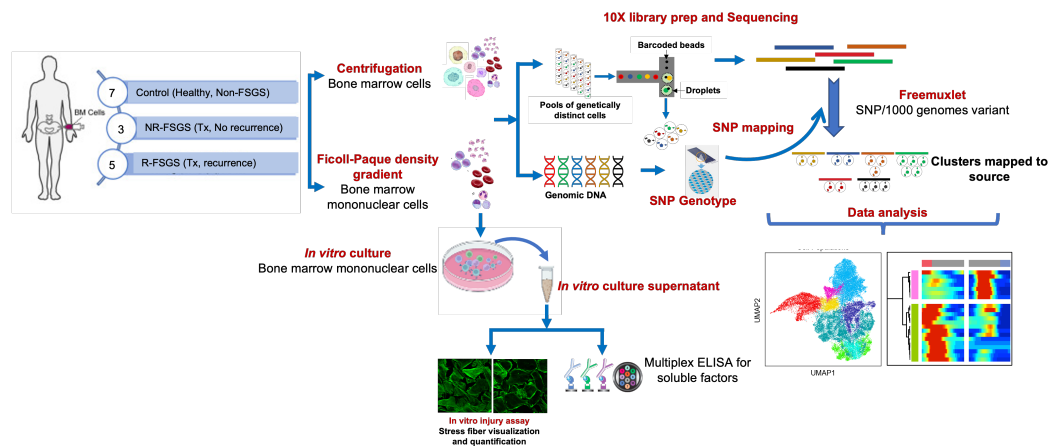 10X library prep and Sequencing
7
Control (Healthy, Non-FSGS)
BM Cells
3
NR-FSGS (Tx, No recurrence)
5
R-FSGS (Tx, recurrence)
Centrifugation
Bone marrow cells
Ficoll-Paque density
gradient
Bone marrow
mononuclear cells
Barcoded beads
Droplets
Pools of genetically
distinct cells
Genomic DNA
SNP mapping
SNP Genotype
Freemuxlet
SNP/1000 genomes variant
Clusters mapped to
source
Data analysis
UMAP2
UMAP1
In vitro culture
Bone marrow mononuclear cells
In vitro culture supernatant
Multiplex ELISA for
soluble factors
In vitro injury assay
Stress fiber visualization
and quantification